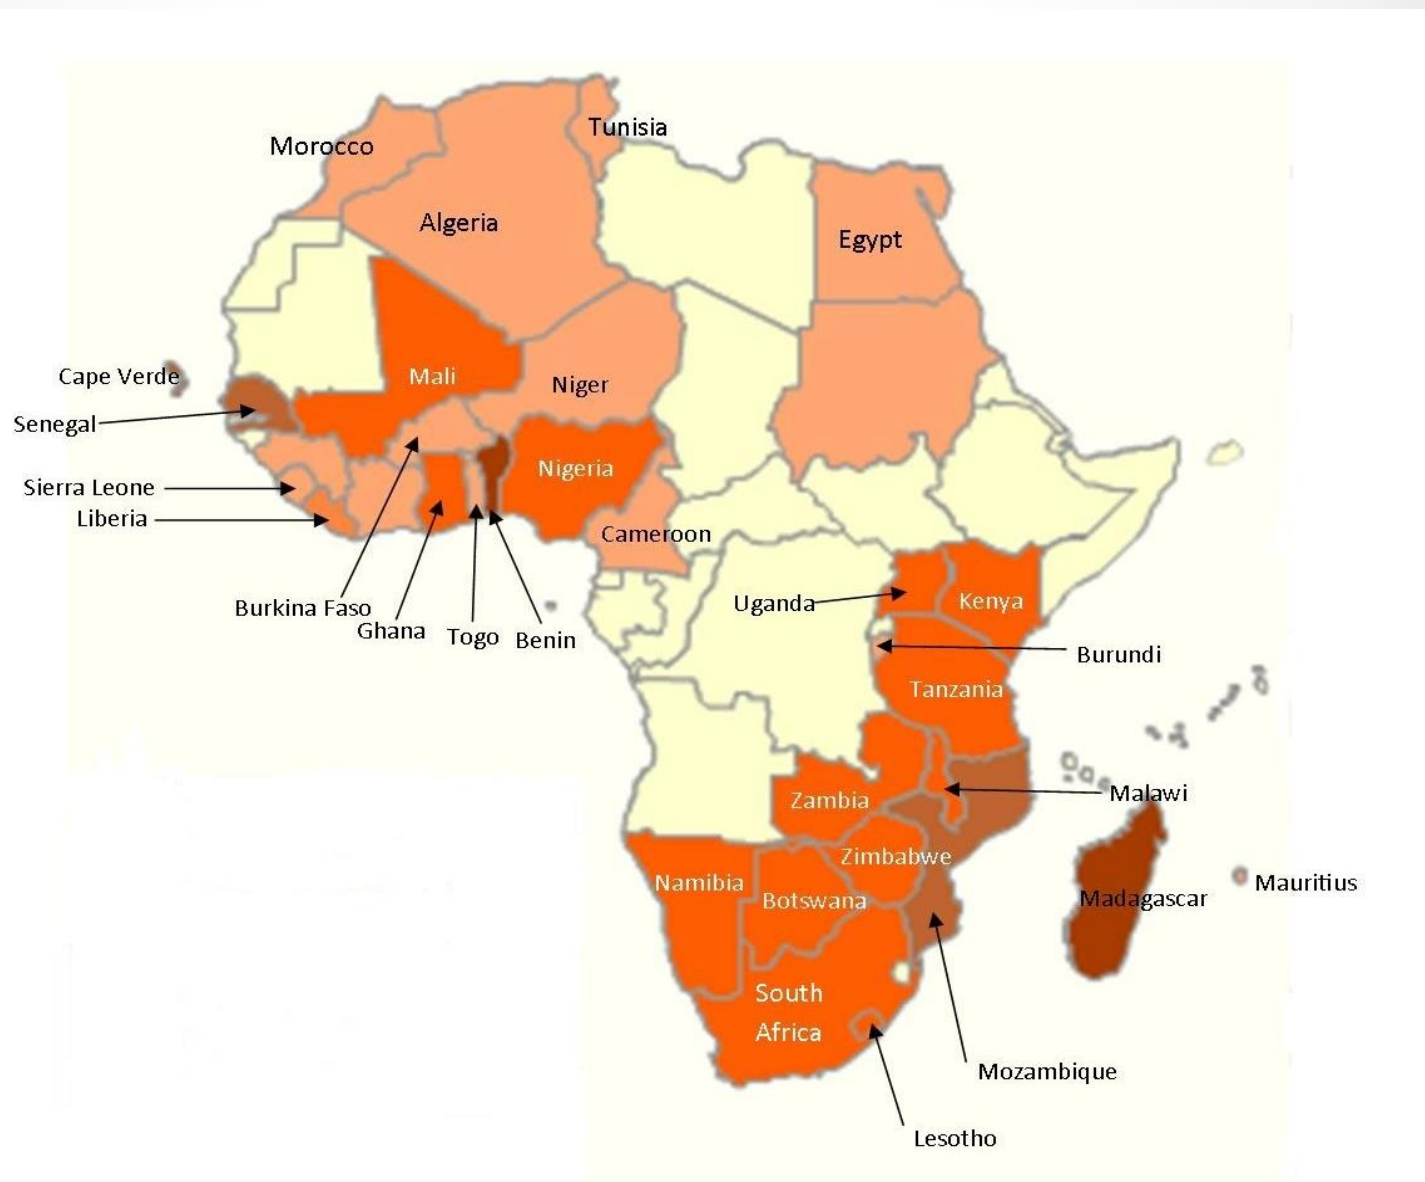 Tunisia
Morocco
Algeria
Egypt
Cape Verde
Mali
Niger
Senegal
Nigeria
Sierra Leone
Liberia
Cameroon
Uganda
Kenya
Burkina Faso
Ghana
Togo
Benin
Burundi
Tanzania
Malawi
Zambia
Zimbabwe
Namibia
Botswana
Madagascar
Mauritius
South
Africa
Mozambique
Lesotho